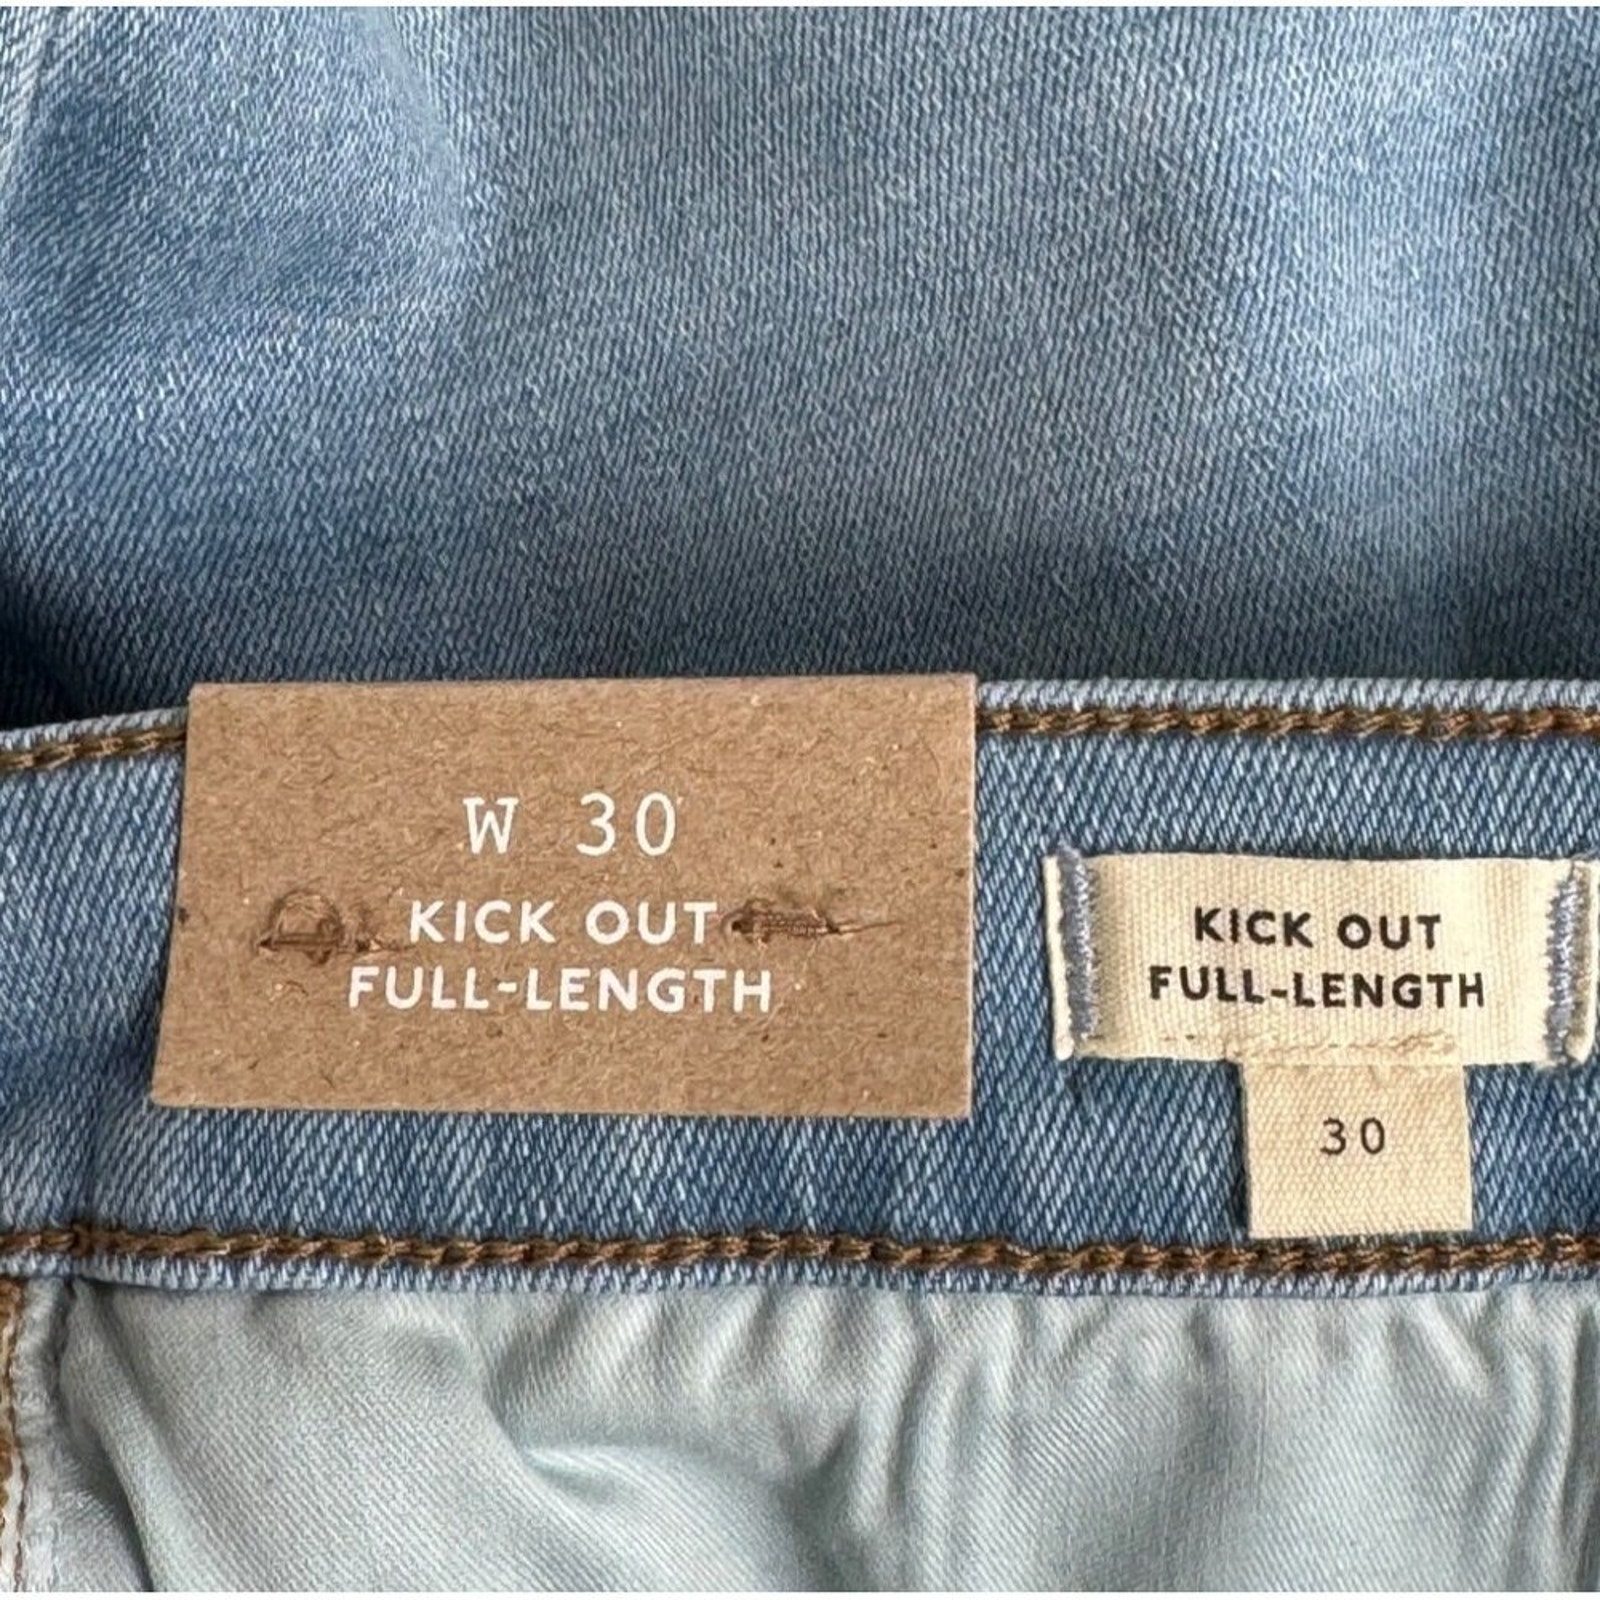 W 30
KICK OUT
FULL-LENGTH
KICK OUT
FULL-LENGTH
30